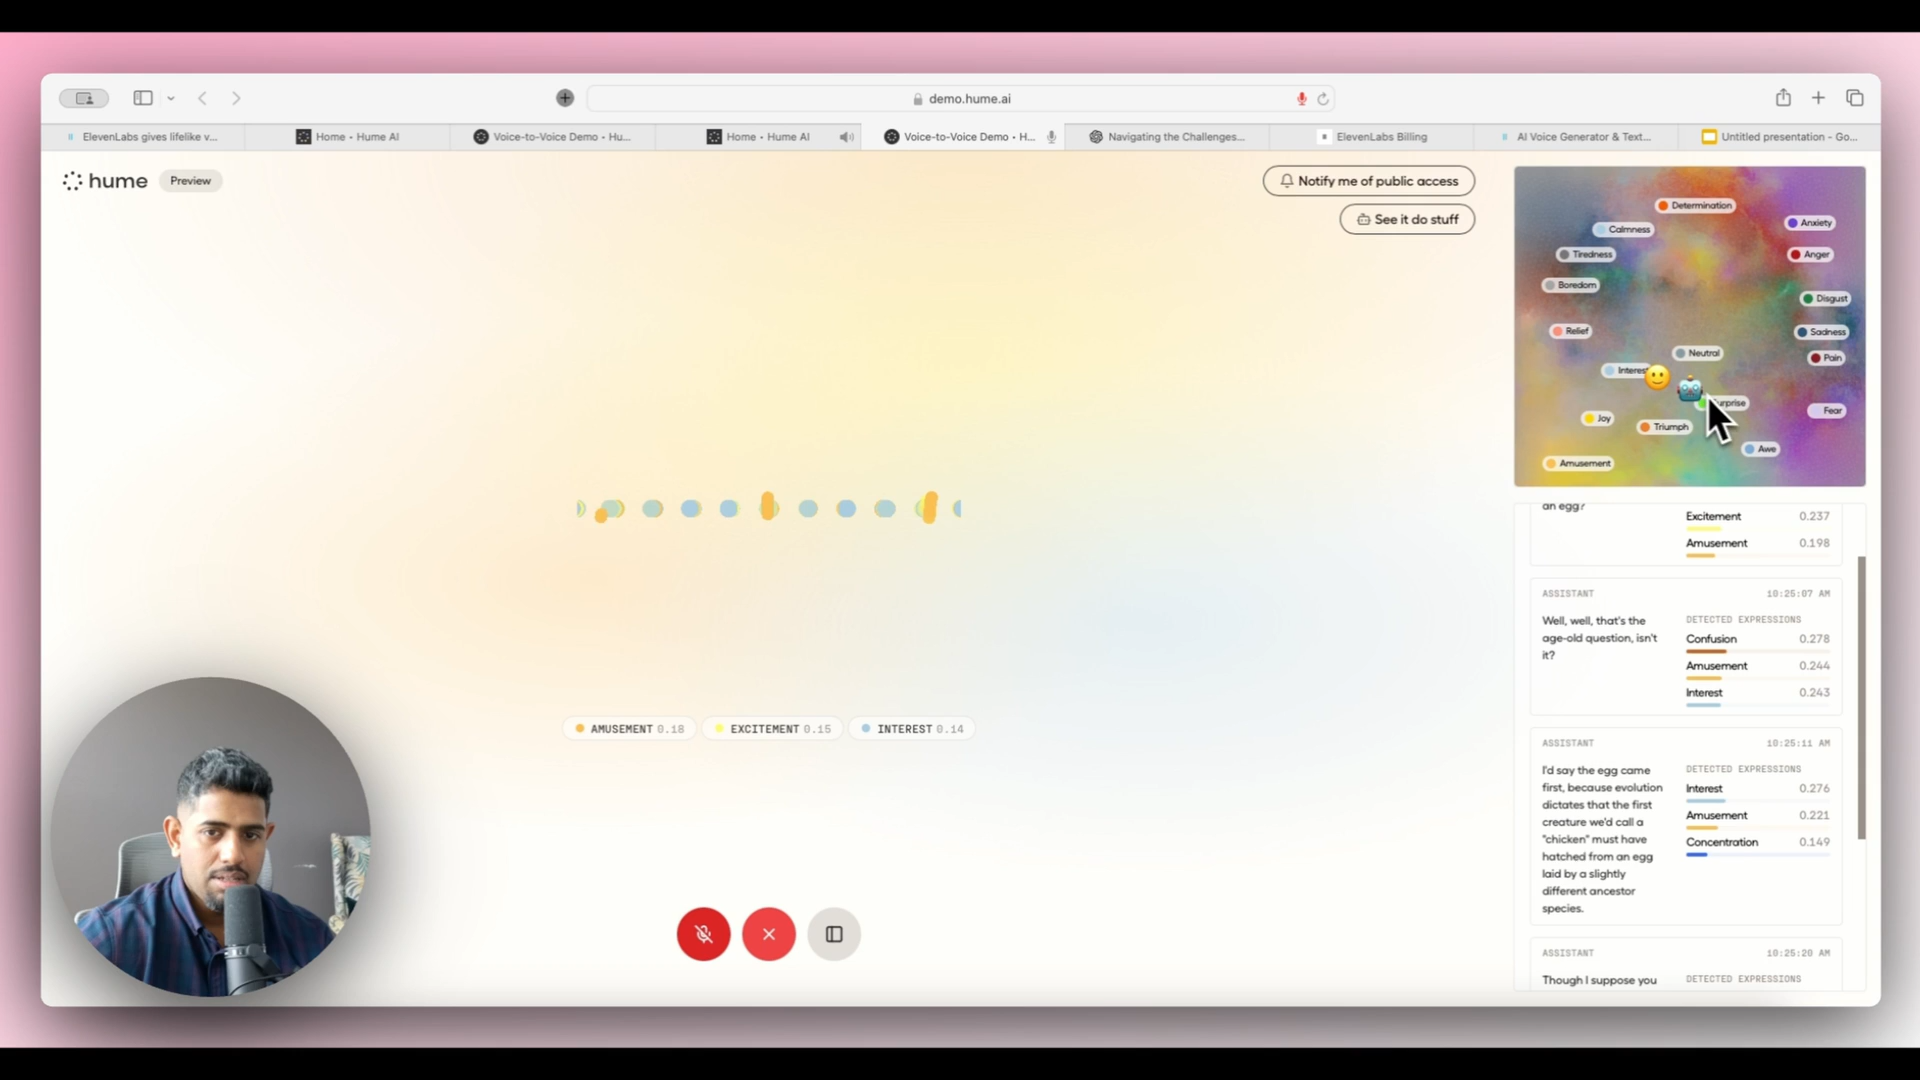 demo.hume.ai
ElevenLabs gives lifelike v...
Home • Hume AI
Voice-to-Voice Demo • Hu...
Home • Hume AI
Voice-to-Voice Demo • H...
Navigating the Challenges...
ElevenLabs Billing
AI Voice Generator & Text...
Untitled presentation - Go...
hume
Preview
Notify me of public access
See it do stuff
Determination
Calmness
Anxiety
Tiredness
Anger
Boredom
Disgust
Relief
Sadness
Neutral
Pain
Interest
urprise
Fear
Joy
Triumph
Awe
Amusement
an egg?
Excitement 0.237
Amusement 0.198
ASSISTANT 10:25:07 AM
Well, well, that's the
age-old question, isn't
it?
DETECTED EXPRESSIONS
Confusion 0.278
Amusement 0.244
Interest 0.243
ASSISTANT 10:25:11 AM
I'd say the egg came
first, because evolution
dictates that the first
creature we'd call a
"chicken" must have
hatched from an egg
laid by a slightly
different ancestor
species.
DETECTED EXPRESSIONS
Interest 0.276
Amusement 0.221
Concentration 0.149
ASSISTANT 10:25:20 AM
Though I suppose you
DETECTED EXPRESSIONS
AMUSEMENT 0.18
EXCITEMENT 0.15
INTEREST 0.14